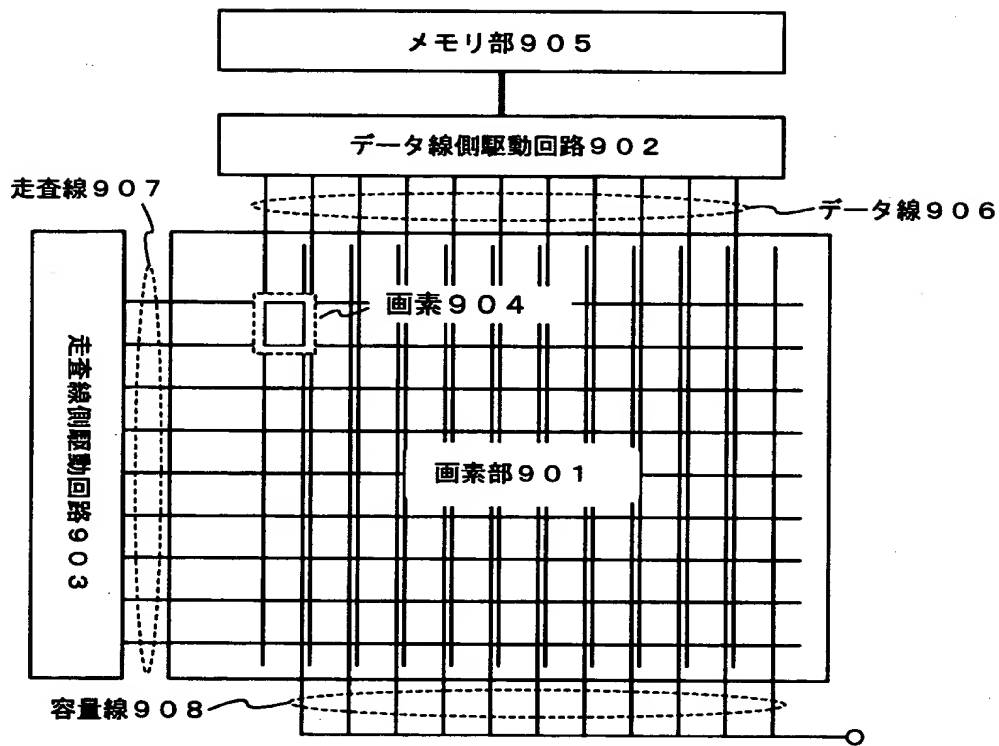 メモリ部９０５
データ線側駆動回路９０２
走査線９０７
データ線９０６
画素９０４
走査線側駆動回路９０３
画素部９０１
容量線９０８